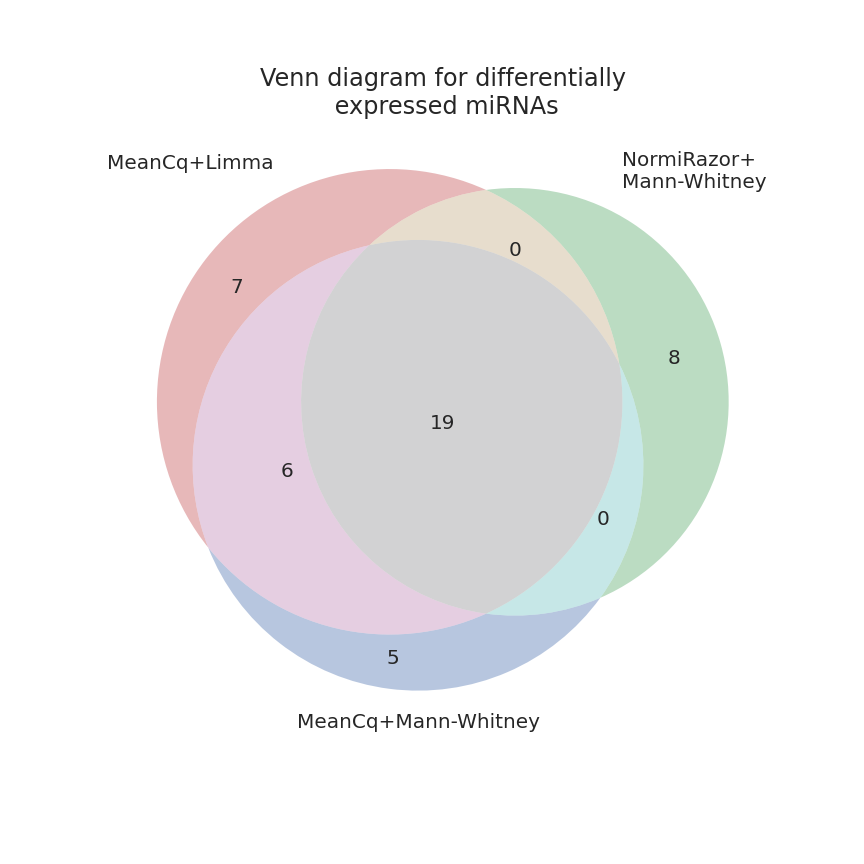 Venn diagram for differentially
expressed miRNAs
MeanCq+Limma
NormiRazor+
Mann-Whitney
0
7
8
19
6
0
5
MeanCq+Mann-Whitney